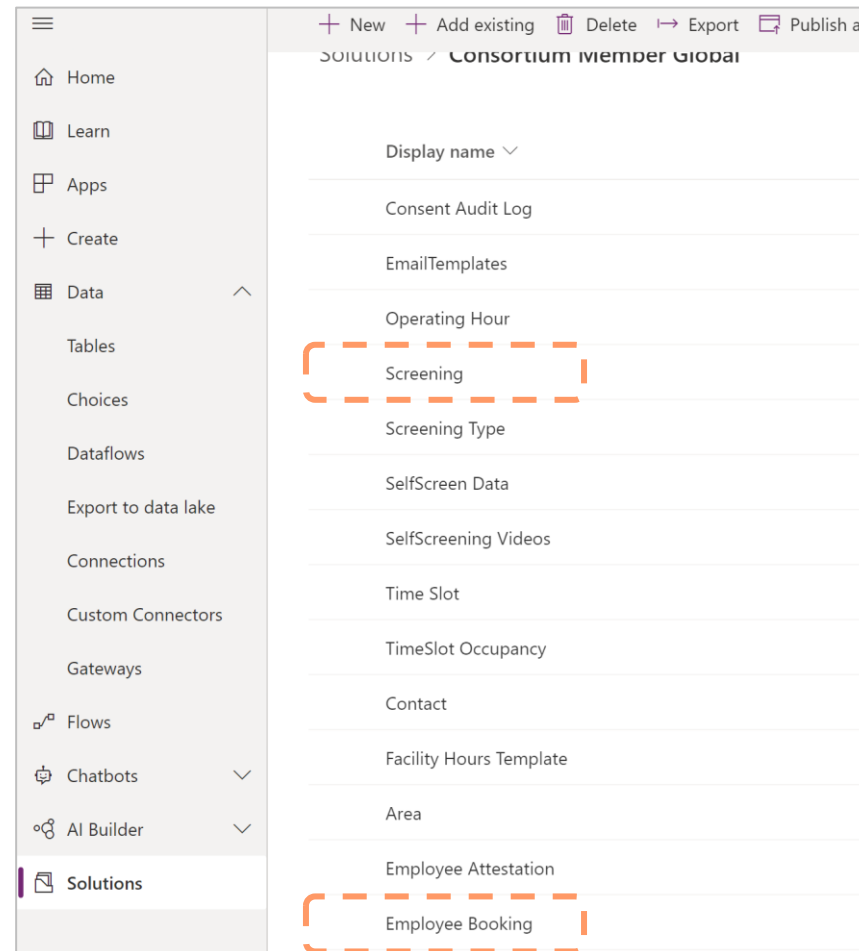 New Add existing Delete Export Publish a
Solutions > Consortium Member Global
Home
Learn
Apps
Create
Data
Tables
Choices
Dataflows
Export to data lake
Connections
Custom Connectors
Gateways
Flows
Chatbots
AI Builder
Solutions
Display name
Consent Audit Log
EmailTemplates
Operating Hour
Screening
Screening Type
SelfScreen Data
SelfScreening Videos
Time Slot
TimeSlot Occupancy
Contact
Facility Hours Template
Area
Employee Attestation
Employee Booking